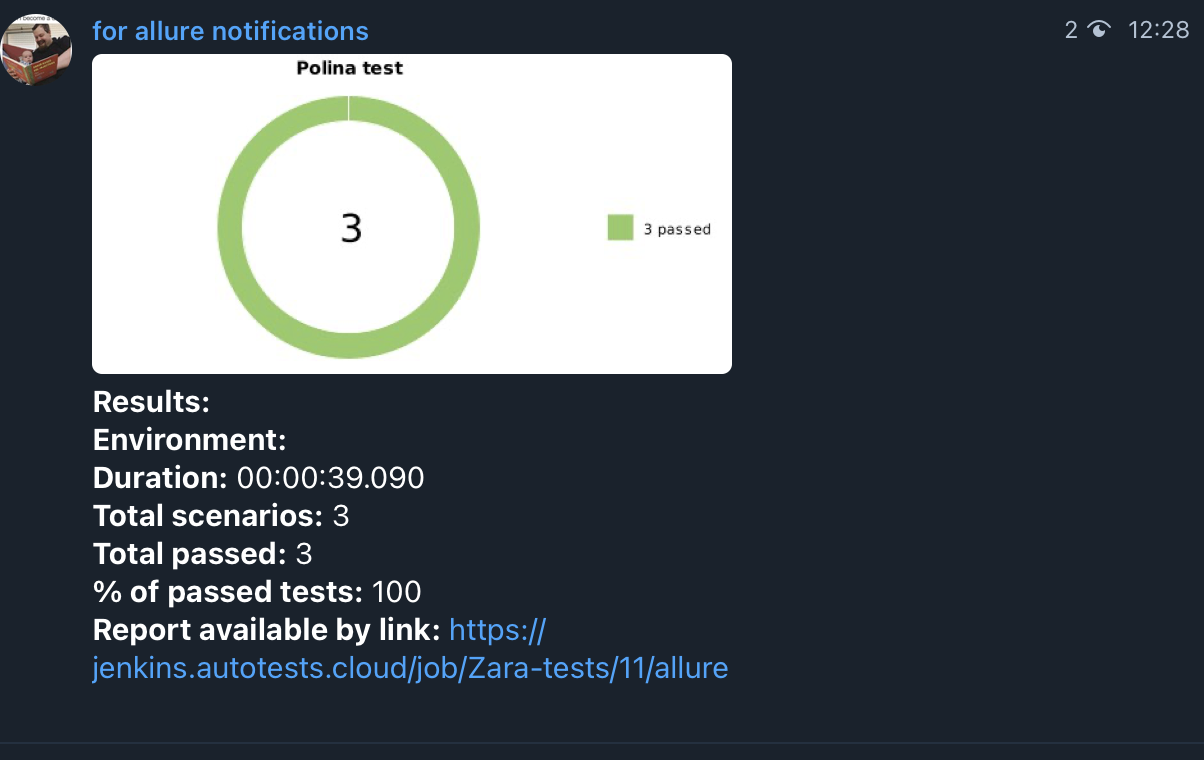 for allure notifications
2 12:28
Polina test
3
3 passed
Results:
Environment:
Duration: 00:00:39.090
Total scenarios: 3
Total passed: 3
% of passed tests: 100
Report available by link: https://
jenkins.autotests.cloud/job/Zara-tests/11/allure